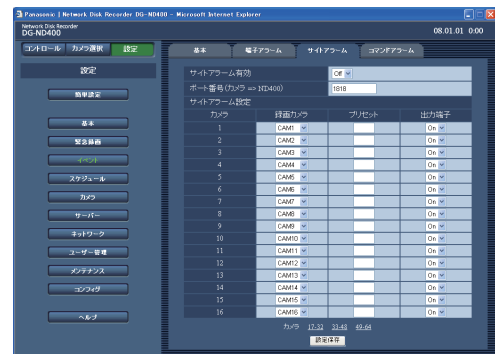 Panasonic | Network Disk Recorder DG-ND400 - Microsoft Internet Explorer
Network Disk Recorder
DG-ND400
08.01.01 0:00
コントロール カメラ選択 設定
基本 端子アラーム サイトアラーム コマンドアラーム
設定
簡単設定
基本
緊急録画
イベント
スケジュール
カメラ
サーバー
ネットワーク
ユーザー管理
メンテナンス
コンフィグ
ヘルプ
サイトアラーム有効 Off
ポート番号(カメラ => ND400) 1818
サイトアラーム設定
カメラ 録画カメラ プリセット 出力端子
1 CAM1 On
2 CAM2 On
3 CAM3 On
4 CAM4 On
5 CAM5 On
6 CAM6 On
7 CAM7 On
8 CAM8 On
9 CAM9 On
10 CAM10 On
11 CAM11 On
12 CAM12 On
13 CAM13 On
14 CAM14 On
15 CAM15 On
16 CAM16 On
カメラ 17-32 33-48 49-64
設定保存